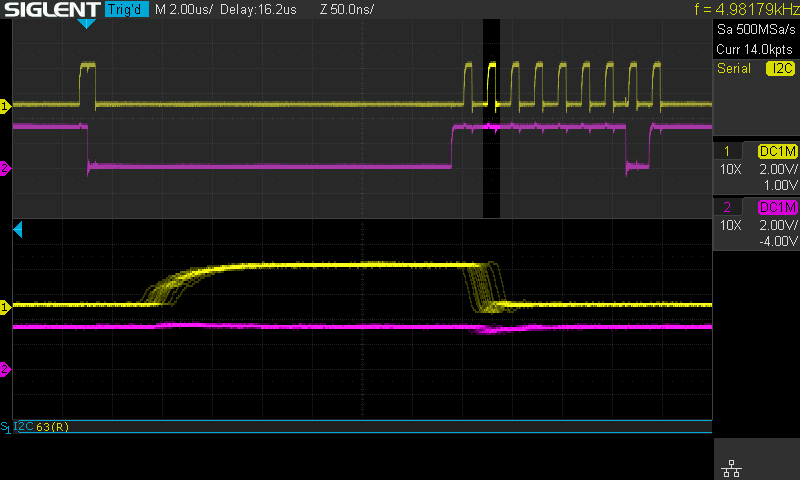 SIGLENT Trig'd M 2.00us/ Delay:16.2us Z 50.0ns/ f = 4.98179kHz
Sa 500MSa/s
Curr 14.0kpts
Serial I2C
1 DC1M
10X 2.00V/
1.00V
2 DC1M
10X 2.00V/
-4.00V
1
2
1
2
S1 I2C 63(R)